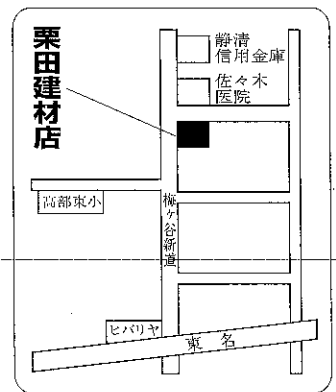 栗田建材店
静清
信用金庫
佐々木
医院
高部東小
梅ヶ谷新道
ヒバリヤ
東名